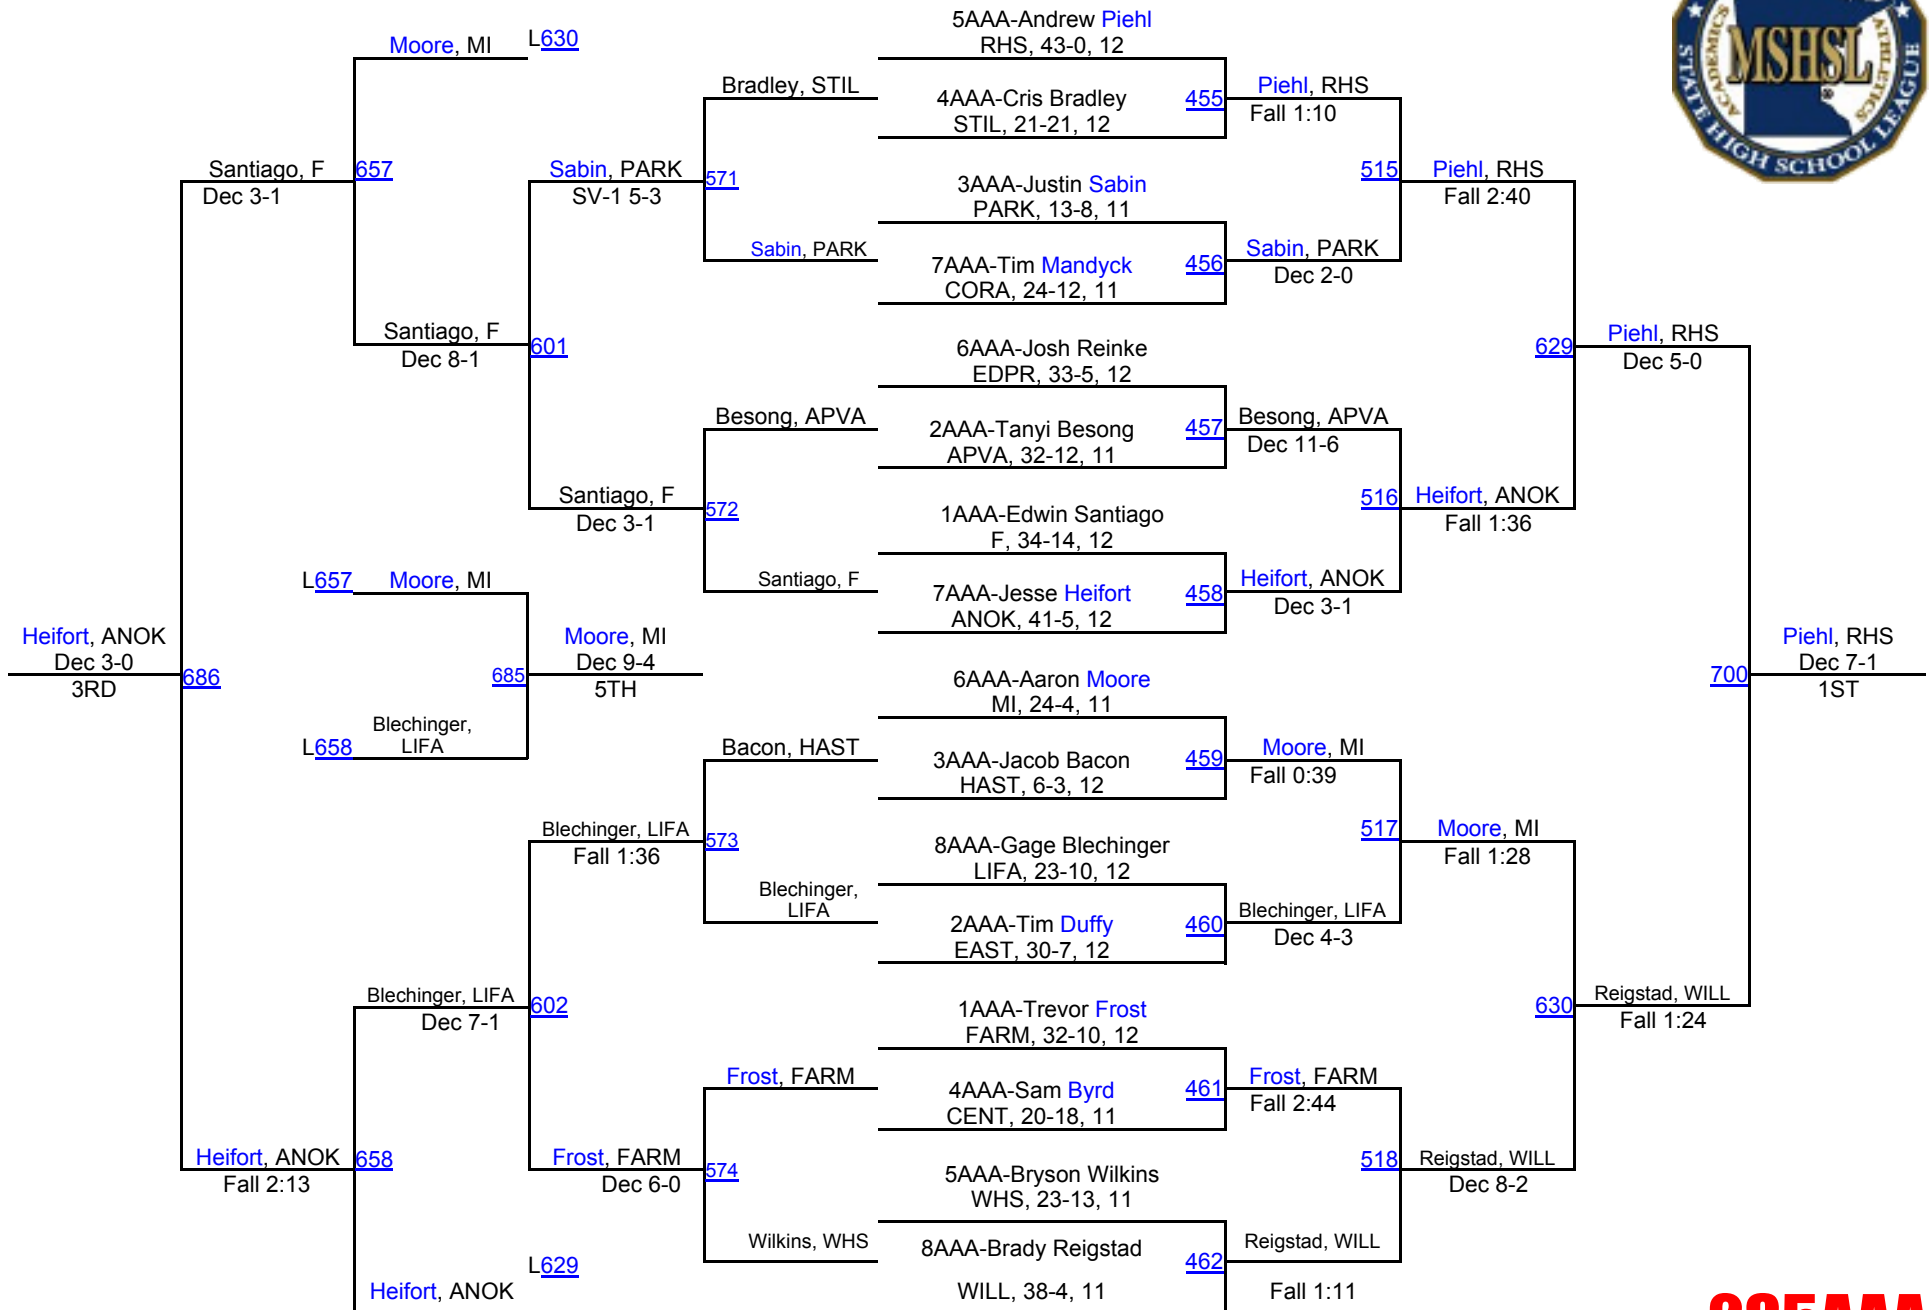 5AAA-Andrew Piehl
RHS, 43-0, 12
4AAA-Cris Bradley
STIL, 21-21, 12
455
3AAA-Justin Sabin
PARK, 13-8, 11
7AAA-Tim Mandyck
CORA, 24-12, 11
456
6AAA-Josh Reinke
EDPR, 33-5, 12
2AAA-Tanyi Besong
APVA, 32-12, 11
457
1AAA-Edwin Santiago
F, 34-14, 12
7AAA-Jesse Heifort
ANOK, 41-5, 12
458
6AAA-Aaron Moore
MI, 24-4, 11
3AAA-Jacob Bacon
HAST, 6-3, 12
459
8AAA-Gage Blechinger
LIFA, 23-10, 12
2AAA-Tim Duffy
EAST, 30-7, 12
460
1AAA-Trevor Frost
FARM, 32-10, 12
4AAA-Sam Byrd
CENT, 20-18, 11
461
5AAA-Bryson Wilkins
WHS, 23-13, 11
8AAA-Brady Reigstad
WILL, 38-4, 11
462
Piehl, RHS
Fall 1:10
515
Sabin, PARK
Dec 2-0
Besong, APVA
Dec 11-6
516
Heifort, ANOK
Dec 3-1
Moore, MI
Fall 0:39
517
Blechinger, LIFA
Dec 4-3
Frost, FARM
Fall 2:44
518
Reigstad, WILL
Fall 1:11
Piehl, RHS
Fall 2:40
629
Heifort, ANOK
Fall 1:36
Moore, MI
Fall 1:28
630
Reigstad, WILL
Dec 8-2
Piehl, RHS
Dec 5-0
700
Reigstad, WILL
Fall 1:24
Piehl, RHS
Dec 7-1
1ST
Bradley, STIL
571
Sabin, PARK
Besong, APVA
572
Santiago, F
Bacon, HAST
573
Blechinger,
LIFA
Frost, FARM
574
Wilkins, WHS
Sabin, PARK
SV-1 5-3
601
Santiago, F
Dec 3-1
Blechinger, LIFA
Fall 1:36
602
Frost, FARM
Dec 6-0
L630
Moore, MI
657
Santiago, F
Dec 8-1
Blechinger, LIFA
Dec 7-1
658
L629
Heifort, ANOK
Santiago, F
Dec 3-1
686
Heifort, ANOK
Fall 2:13
Heifort, ANOK
Dec 3-0
3RD
L657
Moore, MI
685
L658
Blechinger,
LIFA
Moore, MI
Dec 9-4
5TH
MSHSL
ACADEMICS
ATHLETICS
STATE HIGH SCHOOL LEAGUE